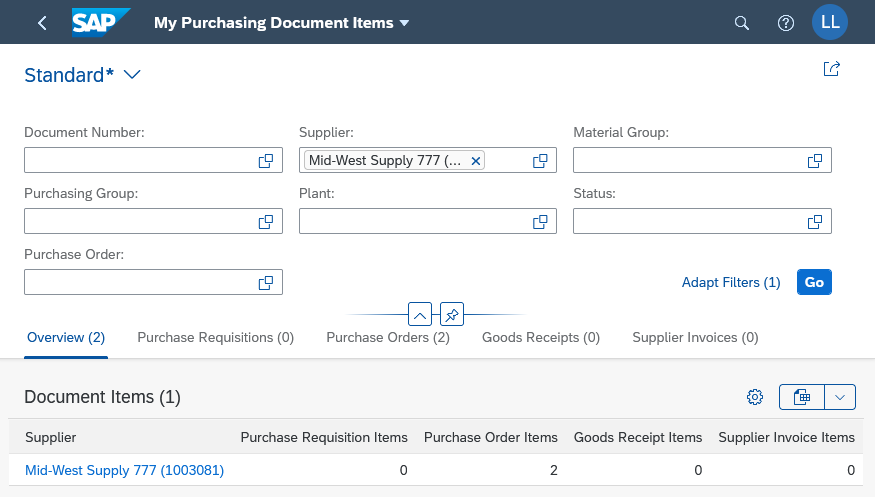 SAP My Purchasing Document Items LL
Standard*
Document Number: Supplier: Material Group:
Mid-West Supply 777 (...
Purchasing Group: Plant: Status:
Purchase Order:
Adapt Filters (1) Go
Overview (2) Purchase Requisitions (0) Purchase Orders (2) Goods Receipts (0) Supplier Invoices (0)
Document Items (1)
Supplier Purchase Requisition Items Purchase Order Items Goods Receipt Items Supplier Invoice Items
Mid-West Supply 777 (1003081) 0 2 0 0